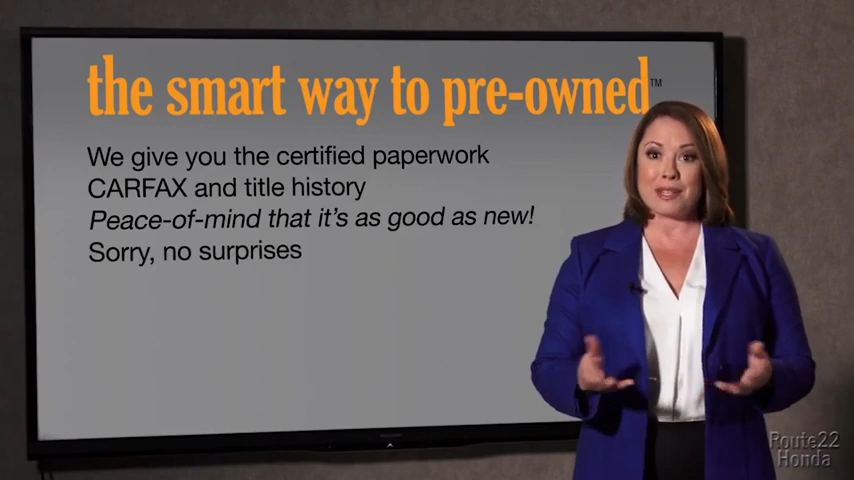 the smart way to pre-owned™
We give you the certified paperwork
CARFAX and title history
Peace-of-mind that it's as good as new!
Sorry, no surprises
Route22
Honda